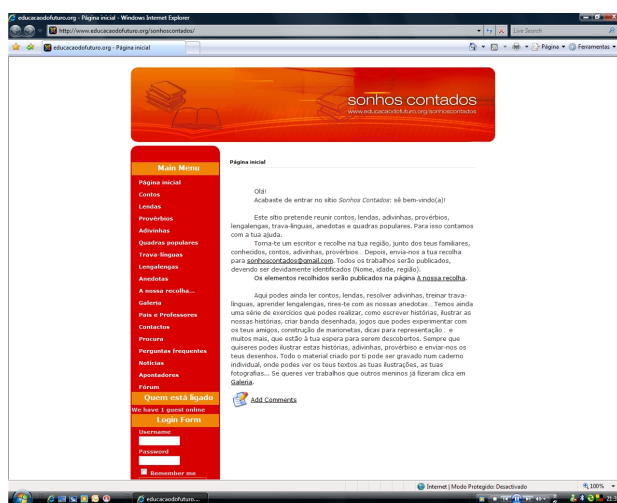 educacaodofuturo.org - Página inicial - Windows Internet Explorer
http://www.educacaodofuturo.org/sonhoscontados/
Live Search
educacaodofuturo.org - Página inicial
Página
Ferramentas
sonhos contados
www.educacaodofuturo.org/sonhoscontados
Main Menu
Página inicial
Contos
Lendas
Provérbios
Adivinhas
Quadras populares
Trava-línguas
Lengalengas
Anedotas
A nossa recolha...
Galeria
Pais e Professores
Contactos
Procura
Perguntas frequentes
Notícias
Apontadores
Fórum
Quem está ligado
We have 1 guest online
Login Form
Username
Password
Remember me
Página inicial
Olá!
Acabaste de entrar no sítio Sonhos Contados: sê bem-vindo(a)!
Este sítio pretende reunir contos, lendas, adivinhas, provérbios,
lengalengas, trava-línguas, anedotas e quadras populares. Para isso contamos
com a tua ajuda.
Torna-te um escritor e recolhe na tua região, junto dos teus familiares,
conhecidos, contos, adivinhas, provérbios... Depois, envia-nos a tua recolha
para sonhoscontados@gmail.com. Todos os trabalhos serão publicados,
devendo ser devidamente identificados (Nome, idade, região).
Os elementos recolhidos serão publicados na página A nossa recolha.
Aqui podes ainda ler contos, lendas, resolver adivinhas, treinar trava-
línguas, aprender lengalengas, rires-te com as nossas anedotas... Temos ainda
uma série de exercícios que podes realizar, como escrever histórias, ilustrar as
nossas histórias, criar banda desenhada, jogos que podes experimentar com
os teus amigos, construção de marionetas, dicas para representação... e
muitos mais, que estão à tua espera para serem descobertos. Sempre que
quiseres podes ilustrar estas histórias, adivinhas, provérbiso e enviar-nos os
teus desenhos. Todo o material criado por ti pode ser gravado num caderno
individual, onde podes ver os teus textos as tuas ilustrações, as tuas
fotografias... Se queres ver trabalhos que outros meninos já fizeram clica em
Galeria.
Add Comments
Internet | Modo Protegido: Desactivado
100%
educacaodofuturo....